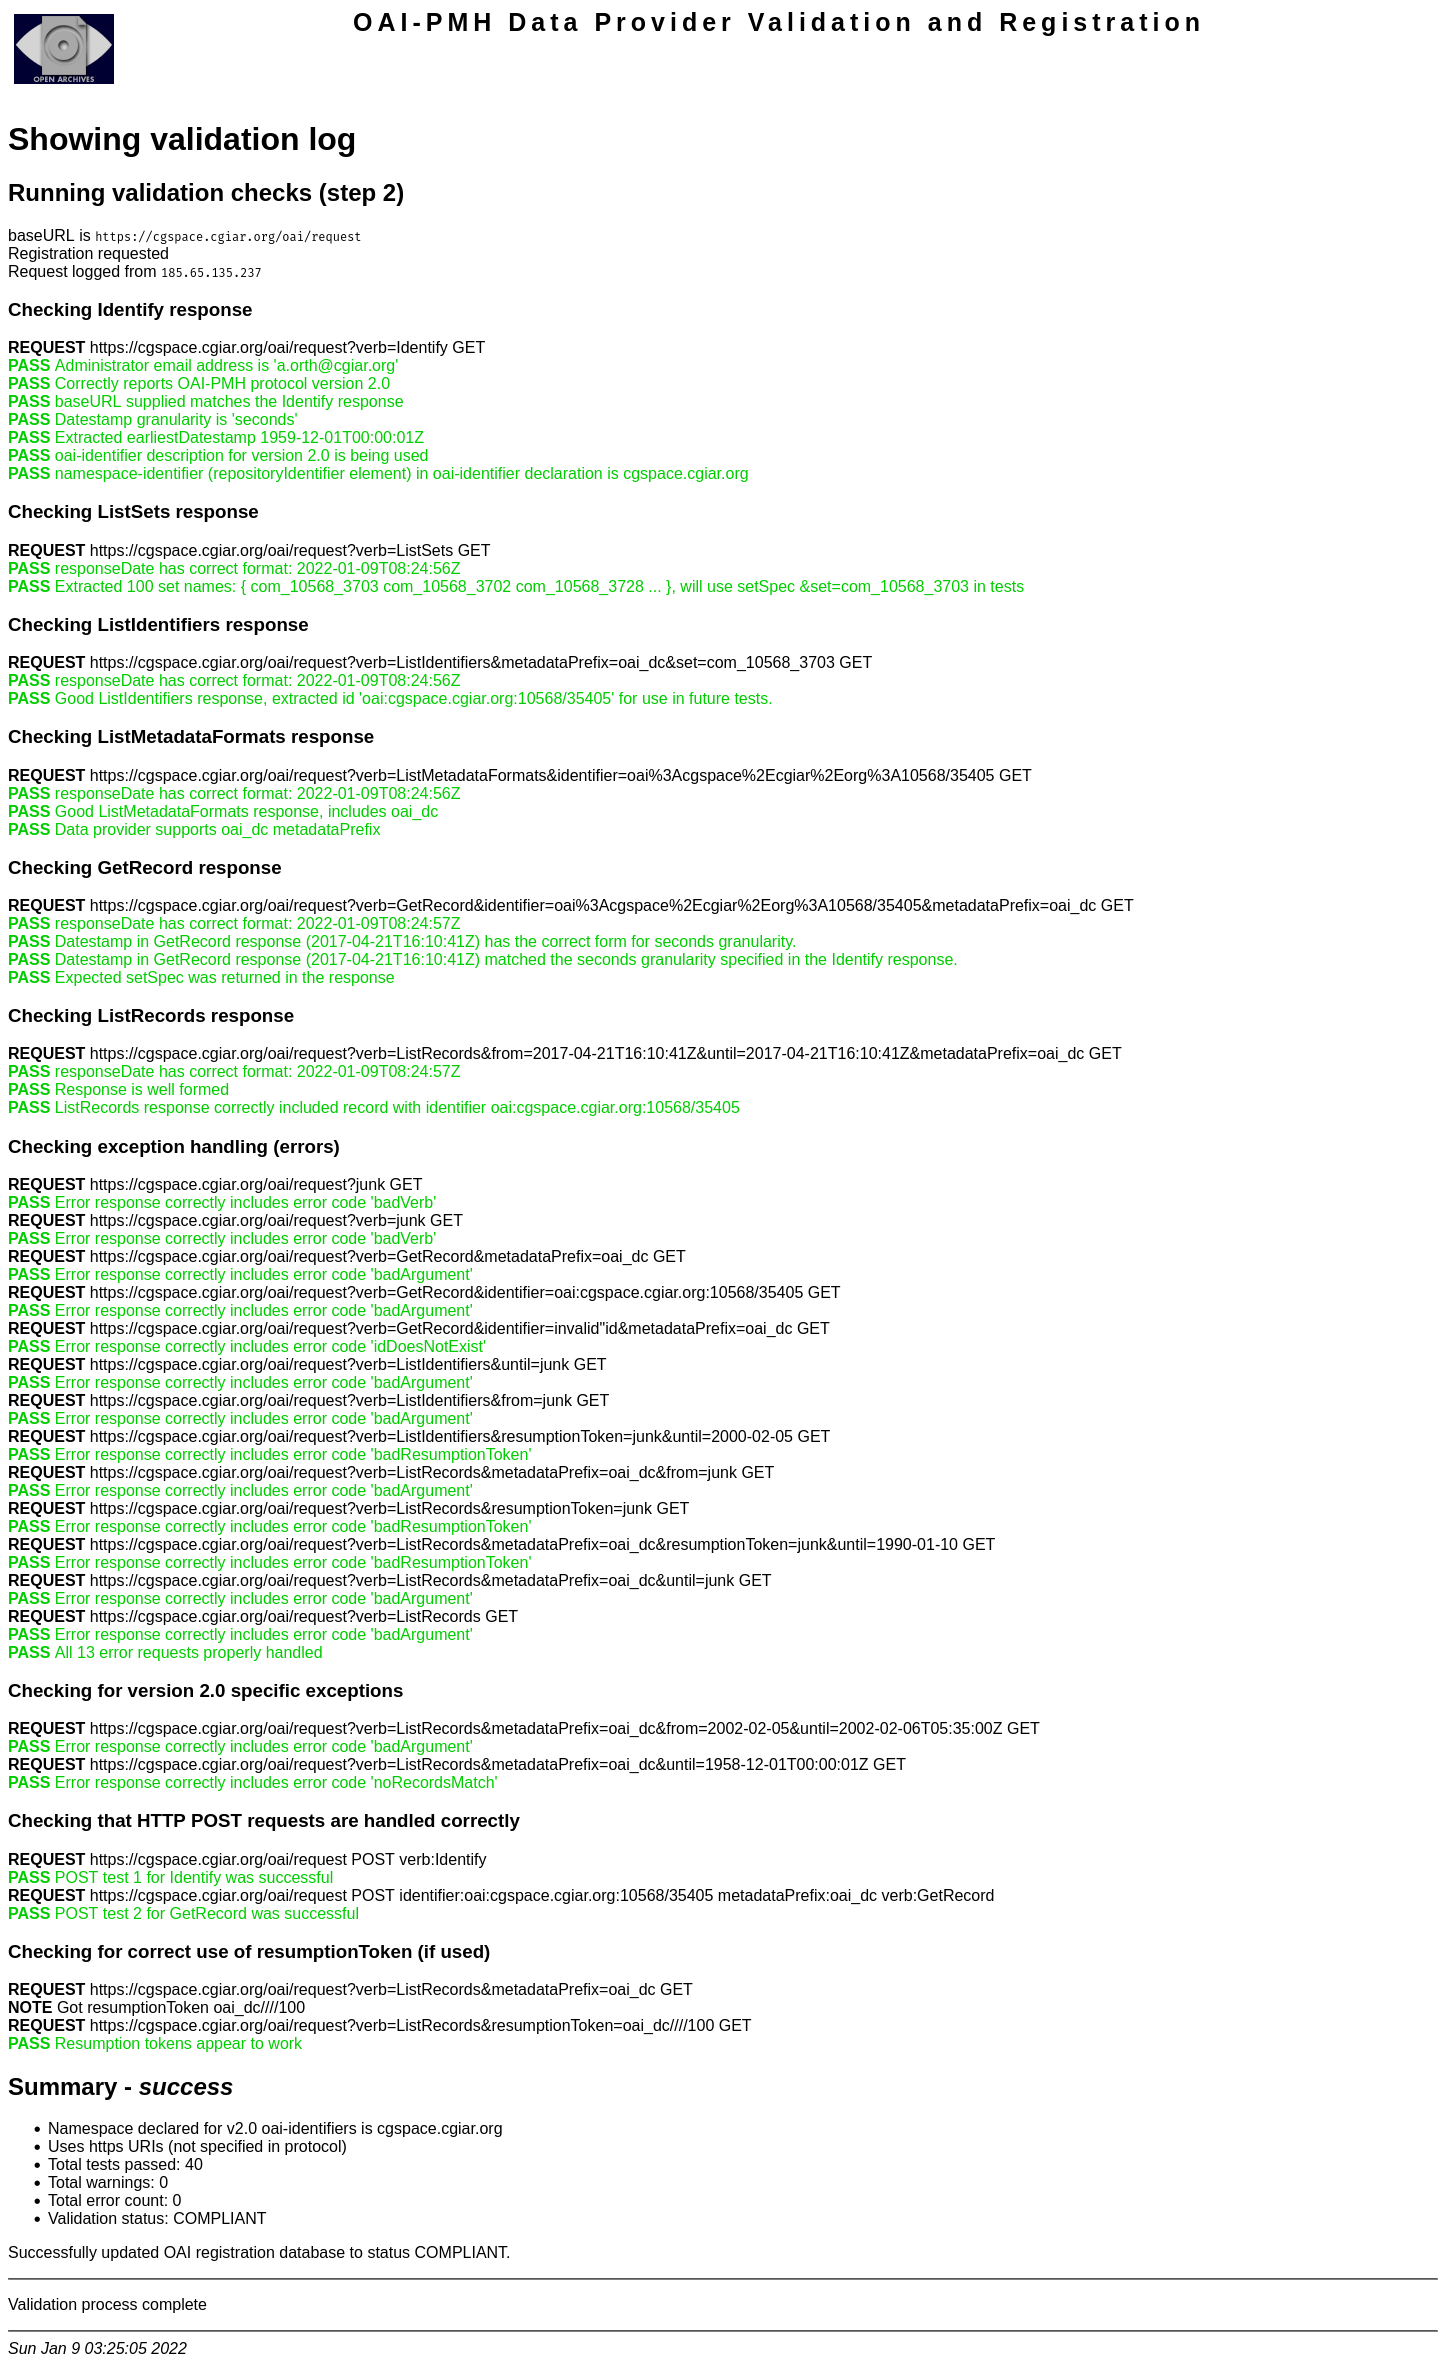 OAI-PMH Data Provider Validation and Registration
OPEN ARCHIVES
Showing validation log
Running validation checks (step 2)
baseURL is https://cgspace.cgiar.org/oai/request
Registration requested
Request logged from 185.65.135.237
Checking Identify response
REQUEST https://cgspace.cgiar.org/oai/request?verb=Identify GET
PASS Administrator email address is 'a.orth@cgiar.org'
PASS Correctly reports OAI-PMH protocol version 2.0
PASS baseURL supplied matches the Identify response
PASS Datestamp granularity is 'seconds'
PASS Extracted earliestDatestamp 1959-12-01T00:00:01Z
PASS oai-identifier description for version 2.0 is being used
PASS namespace-identifier (repositoryIdentifier element) in oai-identifier declaration is cgspace.cgiar.org
Checking ListSets response
REQUEST https://cgspace.cgiar.org/oai/request?verb=ListSets GET
PASS responseDate has correct format: 2022-01-09T08:24:56Z
PASS Extracted 100 set names: { com_10568_3703 com_10568_3702 com_10568_3728 ... }, will use setSpec &set=com_10568_3703 in tests
Checking ListIdentifiers response
REQUEST https://cgspace.cgiar.org/oai/request?verb=ListIdentifiers&metadataPrefix=oai_dc&set=com_10568_3703 GET
PASS responseDate has correct format: 2022-01-09T08:24:56Z
PASS Good ListIdentifiers response, extracted id 'oai:cgspace.cgiar.org:10568/35405' for use in future tests.
Checking ListMetadataFormats response
REQUEST https://cgspace.cgiar.org/oai/request?verb=ListMetadataFormats&identifier=oai%3Acgspace%2Ecgiar%2Eorg%3A10568/35405 GET
PASS responseDate has correct format: 2022-01-09T08:24:56Z
PASS Good ListMetadataFormats response, includes oai_dc
PASS Data provider supports oai_dc metadataPrefix
Checking GetRecord response
REQUEST https://cgspace.cgiar.org/oai/request?verb=GetRecord&identifier=oai%3Acgspace%2Ecgiar%2Eorg%3A10568/35405&metadataPrefix=oai_dc GET
PASS responseDate has correct format: 2022-01-09T08:24:57Z
PASS Datestamp in GetRecord response (2017-04-21T16:10:41Z) has the correct form for seconds granularity.
PASS Datestamp in GetRecord response (2017-04-21T16:10:41Z) matched the seconds granularity specified in the Identify response.
PASS Expected setSpec was returned in the response
Checking ListRecords response
REQUEST https://cgspace.cgiar.org/oai/request?verb=ListRecords&from=2017-04-21T16:10:41Z&until=2017-04-21T16:10:41Z&metadataPrefix=oai_dc GET
PASS responseDate has correct format: 2022-01-09T08:24:57Z
PASS Response is well formed
PASS ListRecords response correctly included record with identifier oai:cgspace.cgiar.org:10568/35405
Checking exception handling (errors)
REQUEST https://cgspace.cgiar.org/oai/request?junk GET
PASS Error response correctly includes error code 'badVerb'
REQUEST https://cgspace.cgiar.org/oai/request?verb=junk GET
PASS Error response correctly includes error code 'badVerb'
REQUEST https://cgspace.cgiar.org/oai/request?verb=GetRecord&metadataPrefix=oai_dc GET
PASS Error response correctly includes error code 'badArgument'
REQUEST https://cgspace.cgiar.org/oai/request?verb=GetRecord&identifier=oai:cgspace.cgiar.org:10568/35405 GET
PASS Error response correctly includes error code 'badArgument'
REQUEST https://cgspace.cgiar.org/oai/request?verb=GetRecord&identifier=invalid"id&metadataPrefix=oai_dc GET
PASS Error response correctly includes error code 'idDoesNotExist'
REQUEST https://cgspace.cgiar.org/oai/request?verb=ListIdentifiers&until=junk GET
PASS Error response correctly includes error code 'badArgument'
REQUEST https://cgspace.cgiar.org/oai/request?verb=ListIdentifiers&from=junk GET
PASS Error response correctly includes error code 'badArgument'
REQUEST https://cgspace.cgiar.org/oai/request?verb=ListIdentifiers&resumptionToken=junk&until=2000-02-05 GET
PASS Error response correctly includes error code 'badResumptionToken'
REQUEST https://cgspace.cgiar.org/oai/request?verb=ListRecords&metadataPrefix=oai_dc&from=junk GET
PASS Error response correctly includes error code 'badArgument'
REQUEST https://cgspace.cgiar.org/oai/request?verb=ListRecords&resumptionToken=junk GET
PASS Error response correctly includes error code 'badResumptionToken'
REQUEST https://cgspace.cgiar.org/oai/request?verb=ListRecords&metadataPrefix=oai_dc&resumptionToken=junk&until=1990-01-10 GET
PASS Error response correctly includes error code 'badResumptionToken'
REQUEST https://cgspace.cgiar.org/oai/request?verb=ListRecords&metadataPrefix=oai_dc&until=junk GET
PASS Error response correctly includes error code 'badArgument'
REQUEST https://cgspace.cgiar.org/oai/request?verb=ListRecords GET
PASS Error response correctly includes error code 'badArgument'
PASS All 13 error requests properly handled
Checking for version 2.0 specific exceptions
REQUEST https://cgspace.cgiar.org/oai/request?verb=ListRecords&metadataPrefix=oai_dc&from=2002-02-05&until=2002-02-06T05:35:00Z GET
PASS Error response correctly includes error code 'badArgument'
REQUEST https://cgspace.cgiar.org/oai/request?verb=ListRecords&metadataPrefix=oai_dc&until=1958-12-01T00:00:01Z GET
PASS Error response correctly includes error code 'noRecordsMatch'
Checking that HTTP POST requests are handled correctly
REQUEST https://cgspace.cgiar.org/oai/request POST verb:Identify
PASS POST test 1 for Identify was successful
REQUEST https://cgspace.cgiar.org/oai/request POST identifier:oai:cgspace.cgiar.org:10568/35405 metadataPrefix:oai_dc verb:GetRecord
PASS POST test 2 for GetRecord was successful
Checking for correct use of resumptionToken (if used)
REQUEST https://cgspace.cgiar.org/oai/request?verb=ListRecords&metadataPrefix=oai_dc GET
NOTE Got resumptionToken oai_dc////100
REQUEST https://cgspace.cgiar.org/oai/request?verb=ListRecords&resumptionToken=oai_dc////100 GET
PASS Resumption tokens appear to work
Summary - success
• Namespace declared for v2.0 oai-identifiers is cgspace.cgiar.org
• Uses https URIs (not specified in protocol)
• Total tests passed: 40
• Total warnings: 0
• Total error count: 0
• Validation status: COMPLIANT
Successfully updated OAI registration database to status COMPLIANT.
Validation process complete
Sun Jan 9 03:25:05 2022